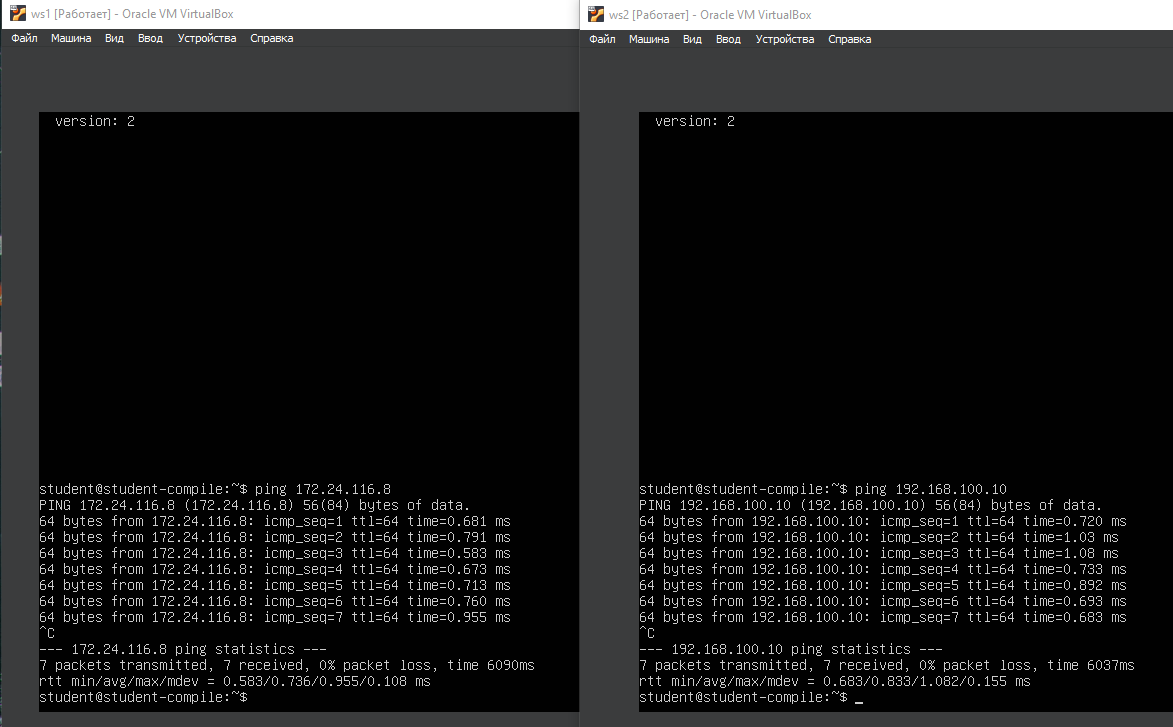 ws1 [Работает] - Oracle VM VirtualBox
Файл Машина Вид Ввод Устройства Справка
version: 2
student@student-compile:~$ ping 172.24.116.8
PING 172.24.116.8 (172.24.116.8) 56(84) bytes of data.
64 bytes from 172.24.116.8: icmp_seq=1 ttl=64 time=0.681 ms
64 bytes from 172.24.116.8: icmp_seq=2 ttl=64 time=0.791 ms
64 bytes from 172.24.116.8: icmp_seq=3 ttl=64 time=0.583 ms
64 bytes from 172.24.116.8: icmp_seq=4 ttl=64 time=0.673 ms
64 bytes from 172.24.116.8: icmp_seq=5 ttl=64 time=0.713 ms
64 bytes from 172.24.116.8: icmp_seq=6 ttl=64 time=0.760 ms
64 bytes from 172.24.116.8: icmp_seq=7 ttl=64 time=0.955 ms
^C
--- 172.24.116.8 ping statistics ---
7 packets transmitted, 7 received, 0% packet loss, time 6090ms
rtt min/avg/max/mdev = 0.583/0.736/0.955/0.108 ms
student@student-compile:~$
ws2 [Работает] - Oracle VM VirtualBox
Файл Машина Вид Ввод Устройства Справка
version: 2
student@student-compile:~$ ping 192.168.100.10
PING 192.168.100.10 (192.168.100.10) 56(84) bytes of data.
64 bytes from 192.168.100.10: icmp_seq=1 ttl=64 time=0.720 ms
64 bytes from 192.168.100.10: icmp_seq=2 ttl=64 time=1.03 ms
64 bytes from 192.168.100.10: icmp_seq=3 ttl=64 time=1.08 ms
64 bytes from 192.168.100.10: icmp_seq=4 ttl=64 time=0.733 ms
64 bytes from 192.168.100.10: icmp_seq=5 ttl=64 time=0.892 ms
64 bytes from 192.168.100.10: icmp_seq=6 ttl=64 time=0.693 ms
64 bytes from 192.168.100.10: icmp_seq=7 ttl=64 time=0.683 ms
^C
--- 192.168.100.10 ping statistics ---
7 packets transmitted, 7 received, 0% packet loss, time 6037ms
rtt min/avg/max/mdev = 0.683/0.833/1.082/0.155 ms
student@student-compile:~$ _